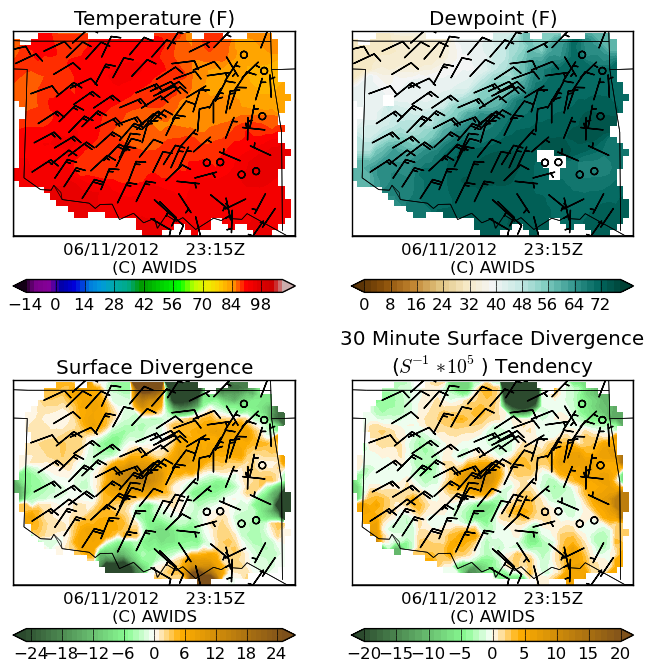 Temperature (F)
Dewpoint (F)
06/11/2012 23:15Z
(C) AWIDS
06/11/2012 23:15Z
(C) AWIDS
−14 0 14 28 42 56 70 84 98
0 8 16 24 32 40 48 56 64 72
Surface Divergence
30 Minute Surface Divergence
(S⁻¹ *10⁵ ) Tendency
06/11/2012 23:15Z
(C) AWIDS
06/11/2012 23:15Z
(C) AWIDS
−24 −18 −12 −6 0 6 12 18 24
−20 −15 −10 −5 0 5 10 15 20